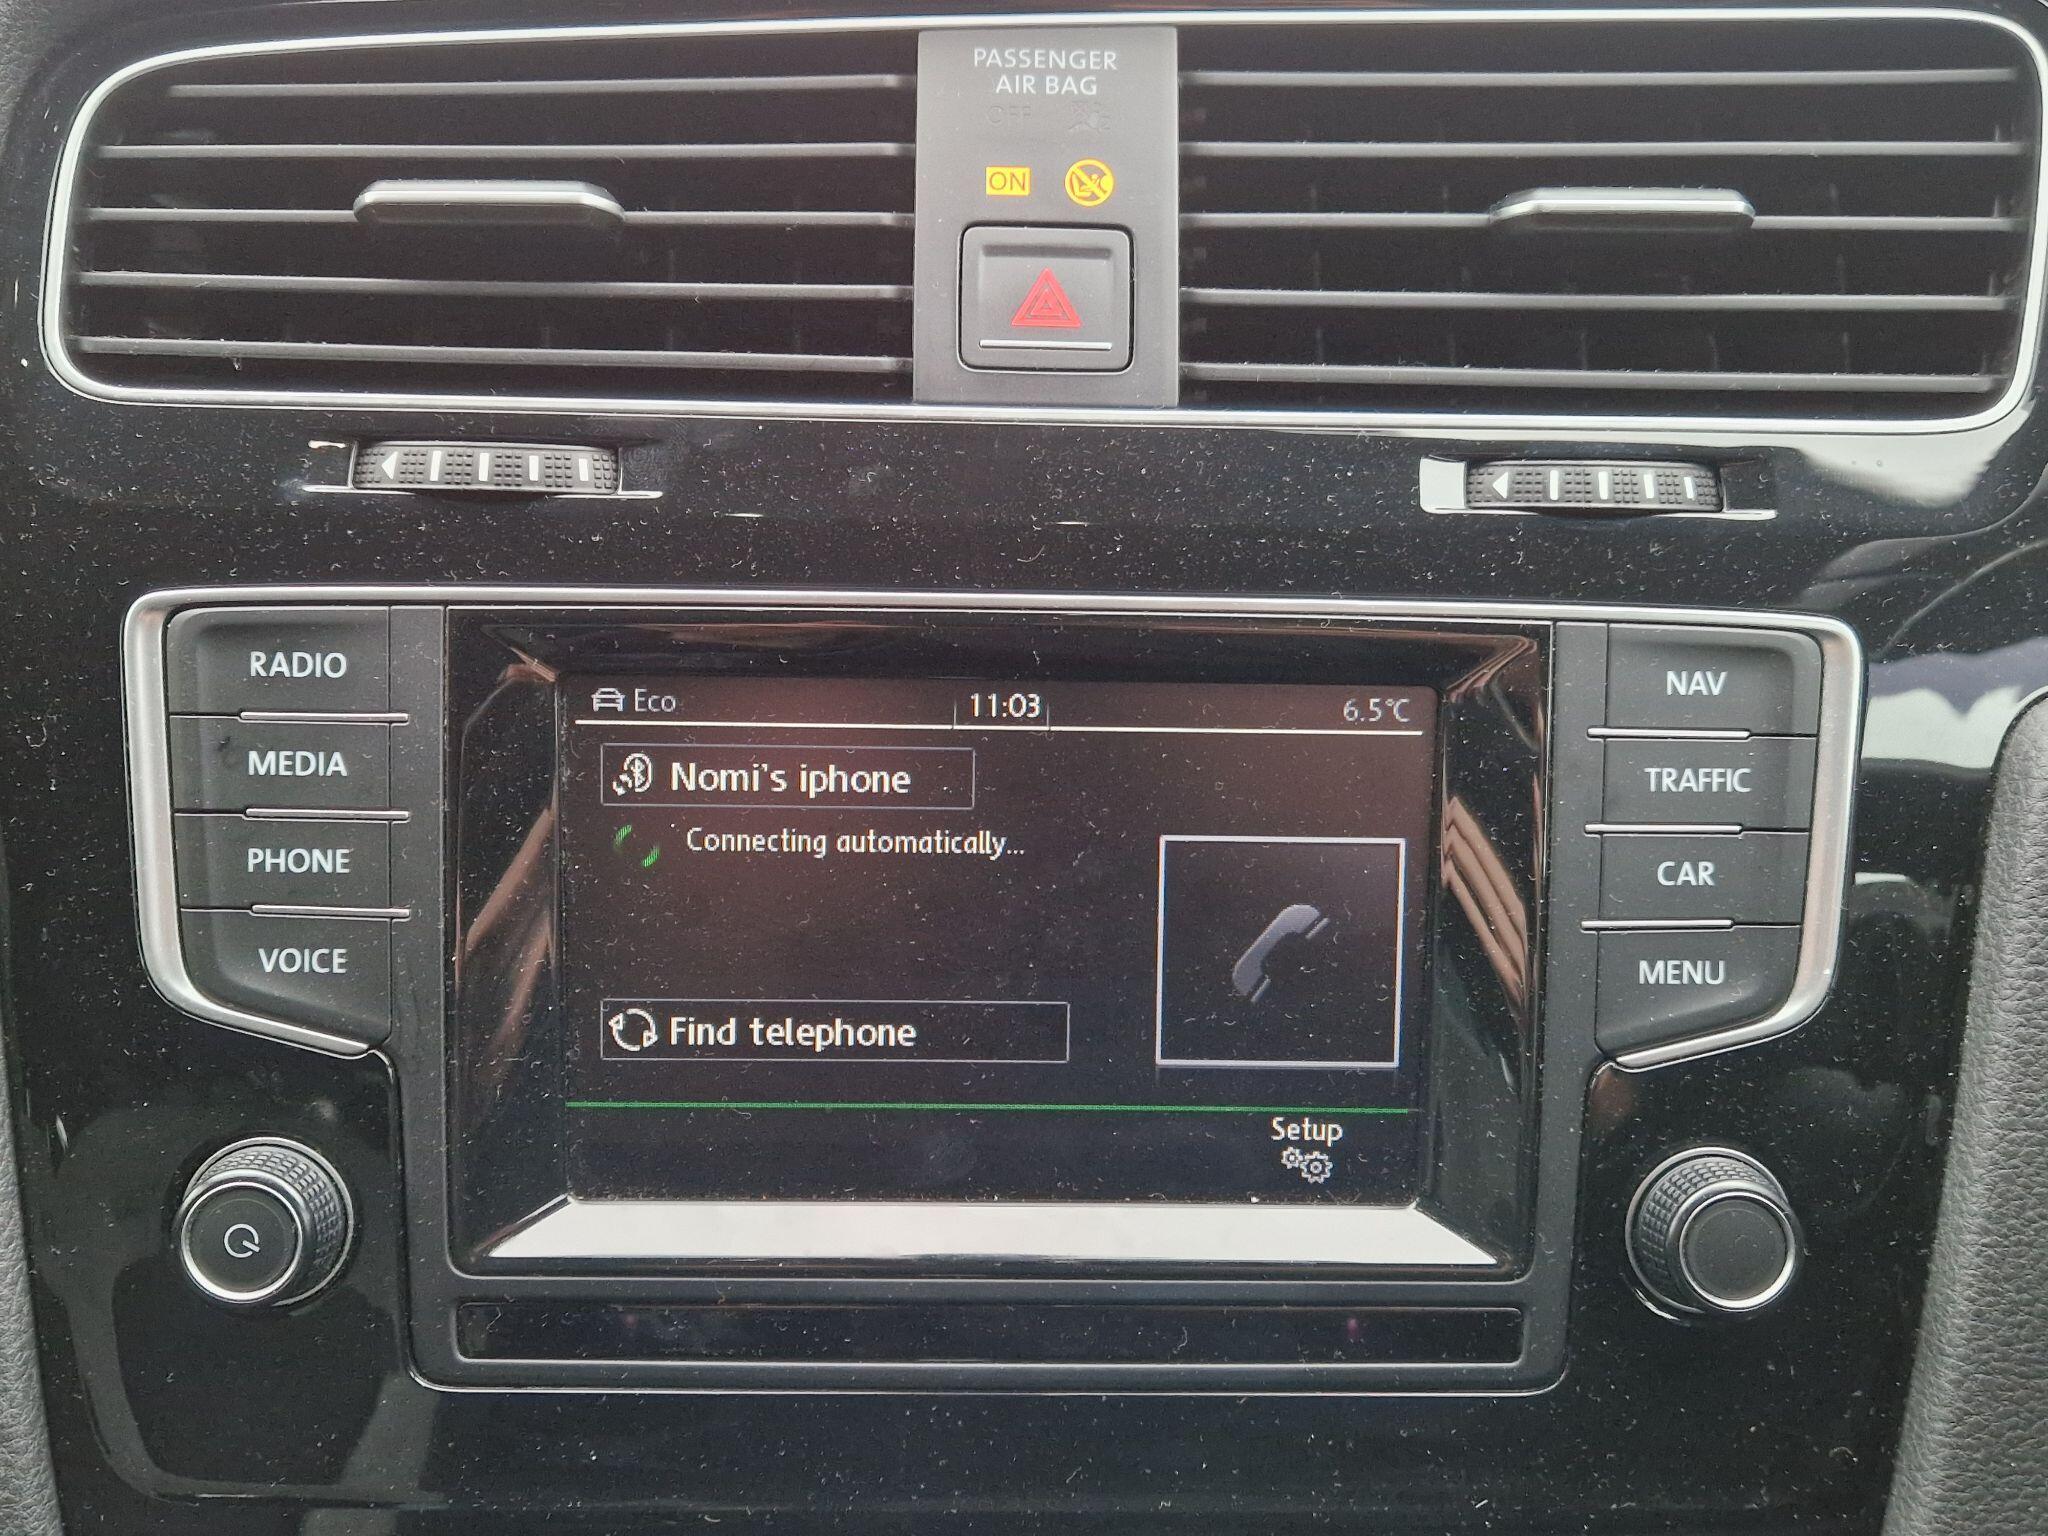 PASSENGER
AIR BAG
OFF
ON
RADIO
MEDIA
PHONE
VOICE
Eco
11:03
6.5°C
Nomi's iphone
Connecting automatically...
Find telephone
Setup
NAV
TRAFFIC
CAR
MENU